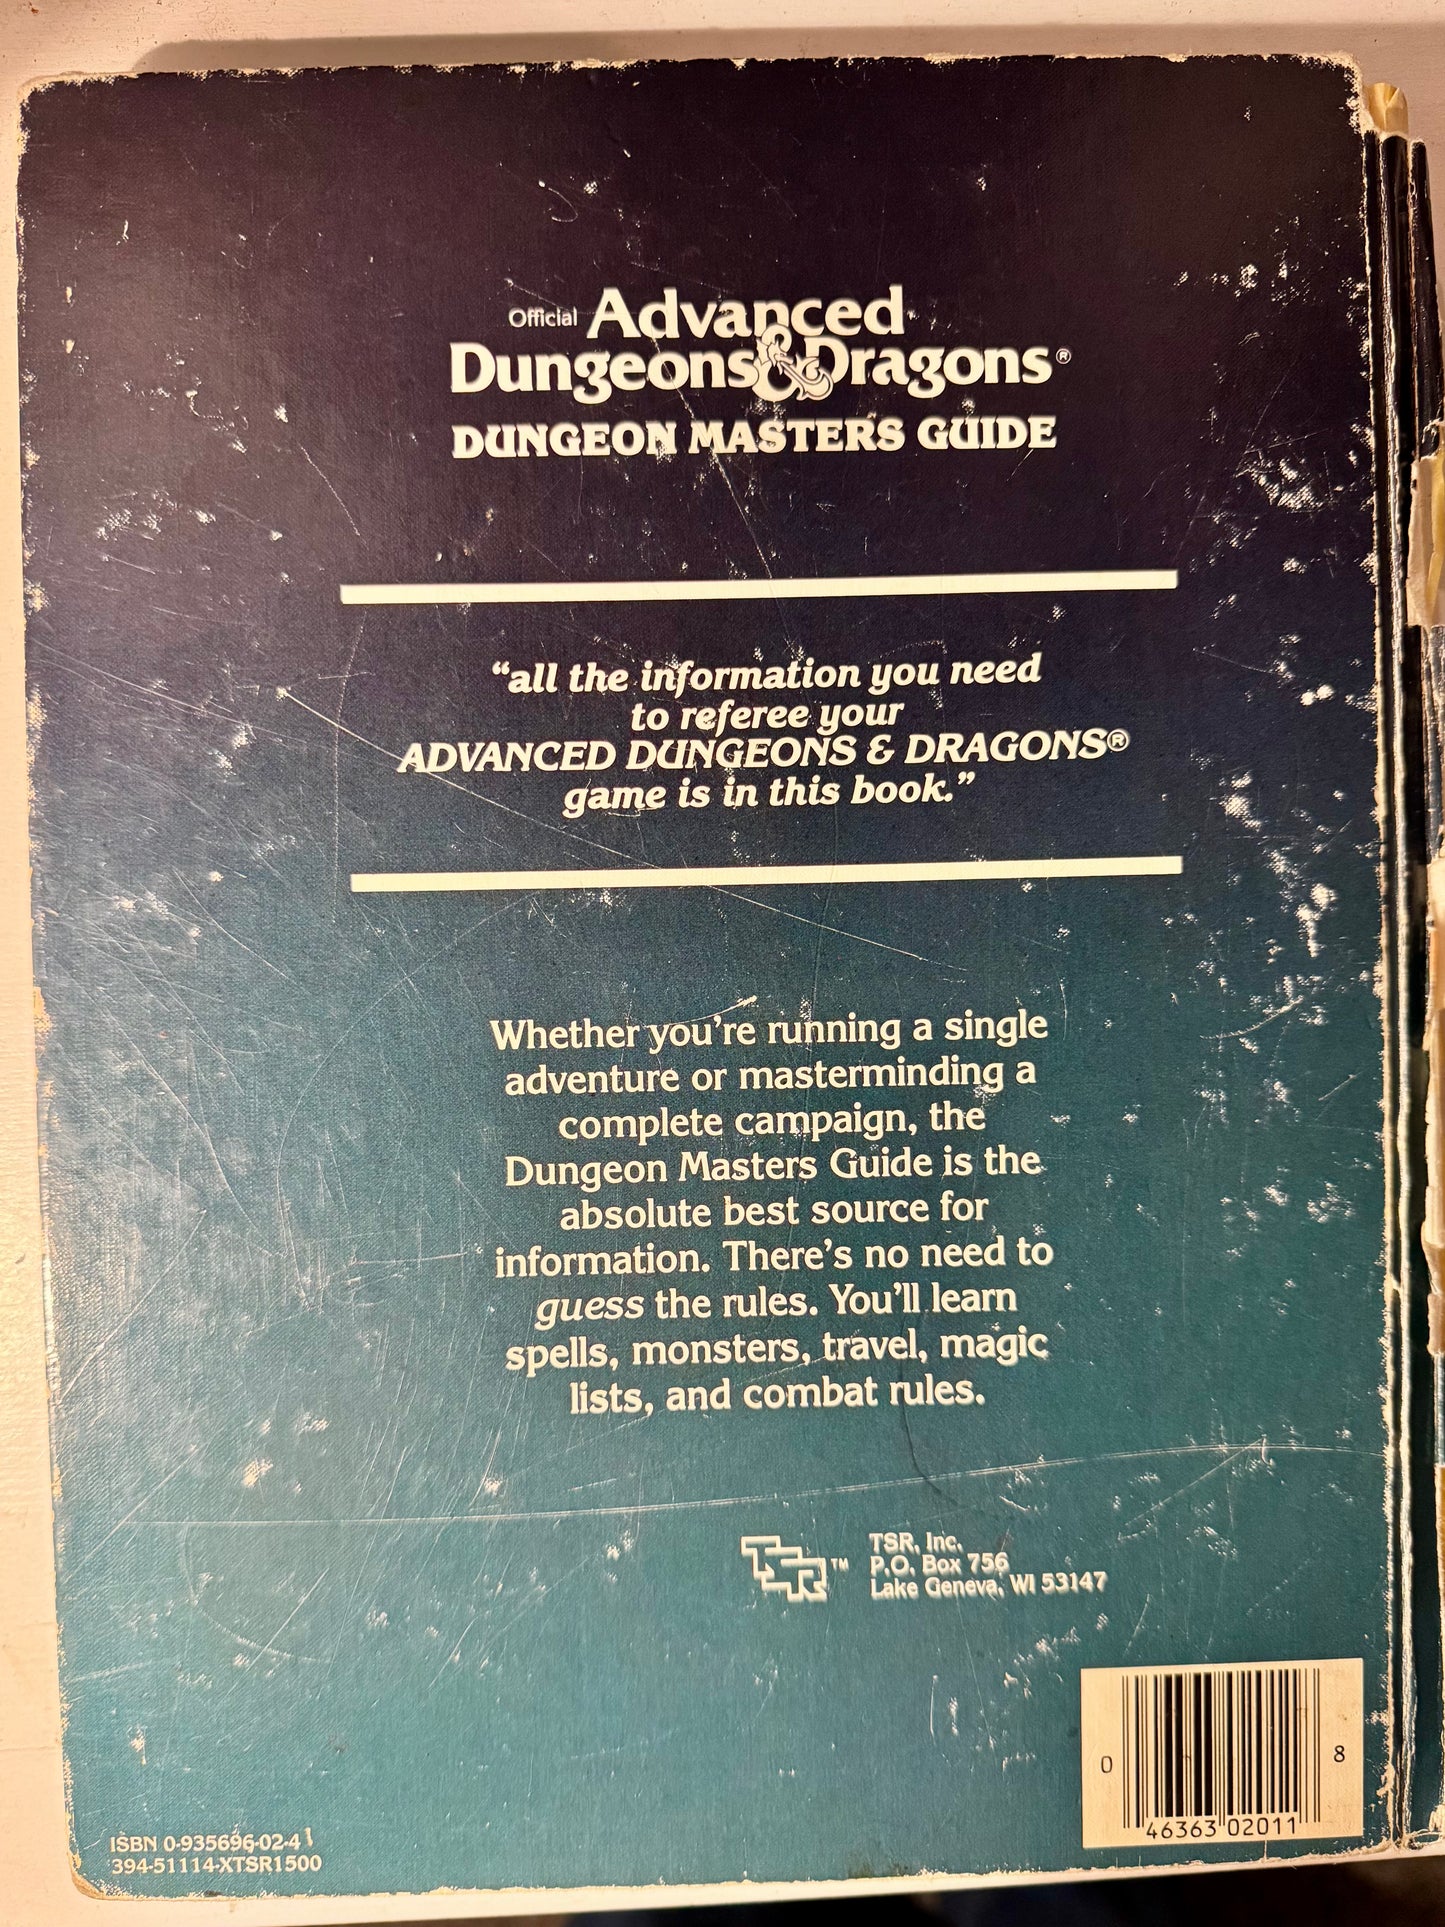 Official Advanced
Dungeons & Dragons®
DUNGEON MASTERS GUIDE
“all the information you need
to referee your
ADVANCED DUNGEONS & DRAGONS®
game is in this book.”
Whether you’re running a single
adventure or masterminding a
complete campaign, the
Dungeon Masters Guide is the
absolute best source for
information. There’s no need to
guess the rules. You’ll learn
spells, monsters, travel, magic
lists, and combat rules.
TSR™
TSR, Inc.
P.O. Box 756
Lake Geneva, WI 53147
0 46363 02011 8
ISBN 0-935696-02-4
394-51114-XTSR1500